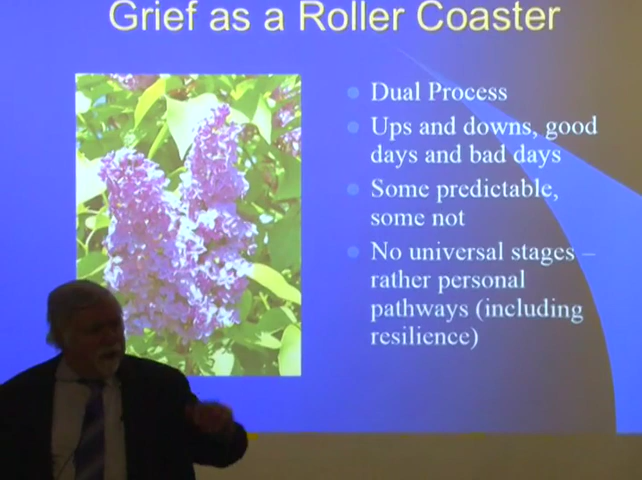 Grief as a Roller Coaster
Dual Process
Ups and downs, good
days and bad days
Some predictable,
some not
No universal stages –
rather personal
pathways (including
resilience)